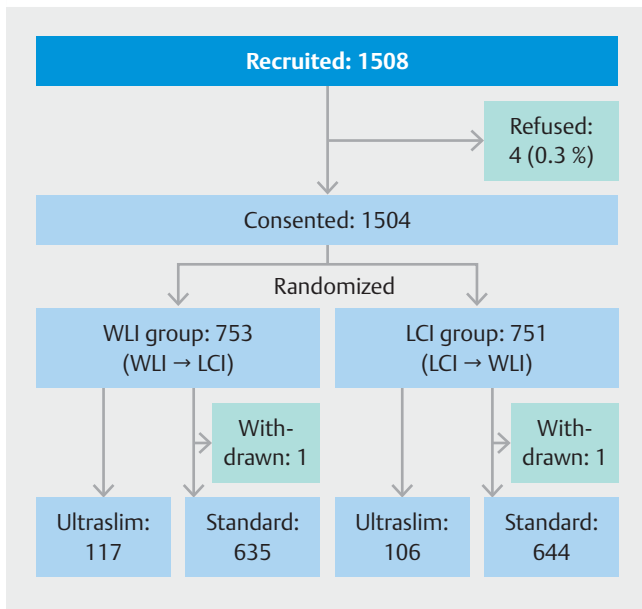 Recruited: 1508
Refused:
4 (0.3 %)
Consented: 1504
Randomized
WLI group: 753
(WLI → LCI)
LCI group: 751
(LCI → WLI)
With-
drawn: 1
With-
drawn: 1
Ultraslim:
117
Standard:
635
Ultraslim:
106
Standard:
644